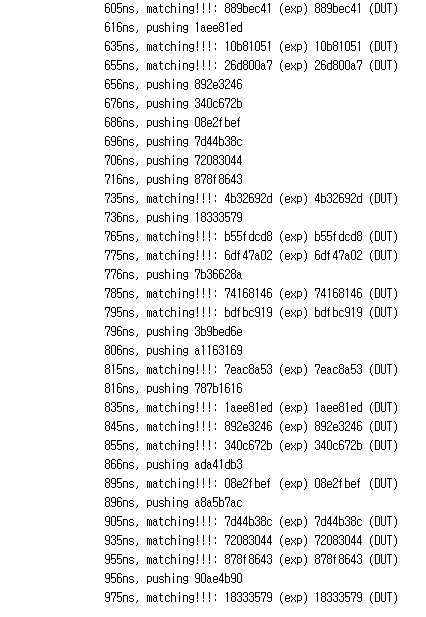 605ns, matching!!!: 889bec41 (exp) 889bec41 (DUT)
616ns, pushing 1aee81ed
635ns, matching!!!: 10b81051 (exp) 10b81051 (DUT)
655ns, matching!!!: 26d800a7 (exp) 26d800a7 (DUT)
656ns, pushing 892e3246
676ns, pushing 340c672b
686ns, pushing 08e2fbef
696ns, pushing 7d44b38c
706ns, pushing 72083044
716ns, pushing 878f8643
735ns, matching!!!: 4b32692d (exp) 4b32692d (DUT)
736ns, pushing 18333579
765ns, matching!!!: b55fdcd8 (exp) b55fdcd8 (DUT)
775ns, matching!!!: 6df47a02 (exp) 6df47a02 (DUT)
776ns, pushing 7b36628a
785ns, matching!!!: 74168146 (exp) 74168146 (DUT)
795ns, matching!!!: bdfbc919 (exp) bdfbc919 (DUT)
796ns, pushing 3b9bed6e
806ns, pushing a1163169
815ns, matching!!!: 7eac8a53 (exp) 7eac8a53 (DUT)
816ns, pushing 787b1616
835ns, matching!!!: 1aee81ed (exp) 1aee81ed (DUT)
845ns, matching!!!: 892e3246 (exp) 892e3246 (DUT)
855ns, matching!!!: 340c672b (exp) 340c672b (DUT)
866ns, pushing ada41db3
895ns, matching!!!: 08e2fbef (exp) 08e2fbef (DUT)
896ns, pushing a8a5b7ac
905ns, matching!!!: 7d44b38c (exp) 7d44b38c (DUT)
935ns, matching!!!: 72083044 (exp) 72083044 (DUT)
955ns, matching!!!: 878f8643 (exp) 878f8643 (DUT)
956ns, pushing 90ae4b90
975ns, matching!!!: 18333579 (exp) 18333579 (DUT)